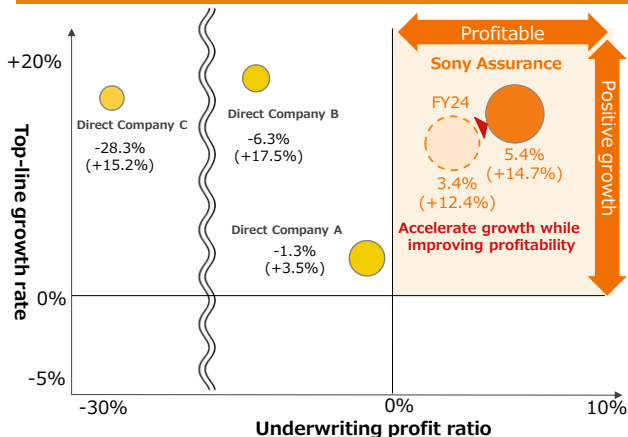 Profitable
+20%
Sony Assurance
FY24
Direct Company C
-28.3%
(+15.2%)
Direct Company B
-6.3%
(+17.5%)
5.4%
(+14.7%)
3.4%
(+12.4%)
Positive growth
Top-line growth rate
Direct Company A
-1.3%
(+3.5%)
Accelerate growth while
improving profitability
0%
-5%
-30%
0%
10%
Underwriting profit ratio